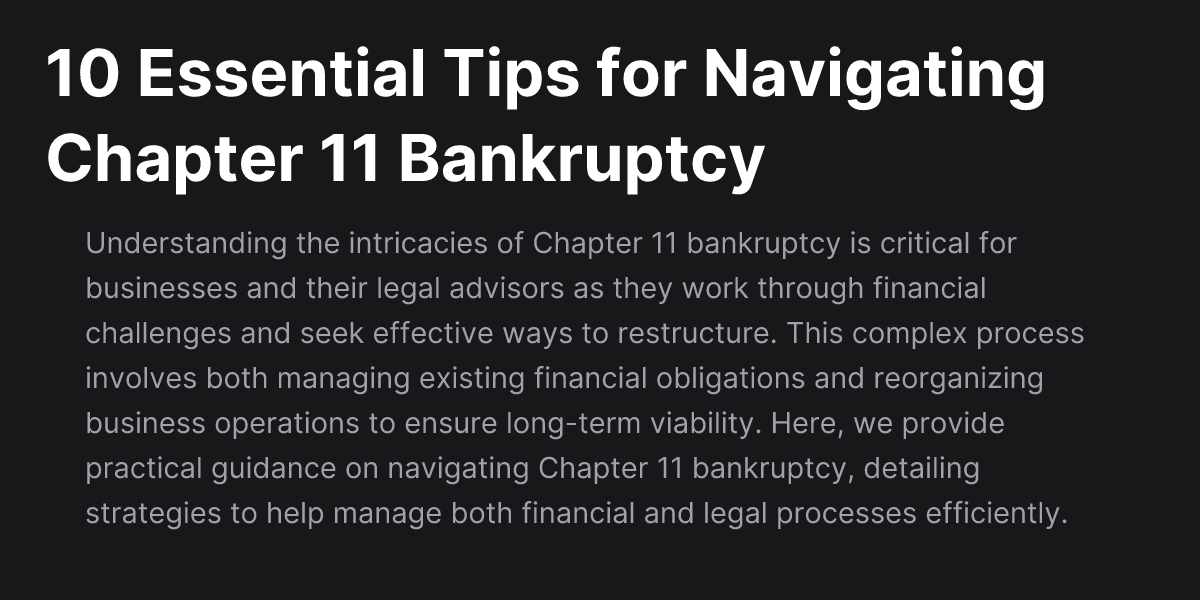 10 Essential Tips for Navigating
Chapter 11 Bankruptcy
Understanding the intricacies of Chapter 11 bankruptcy is critical for
businesses and their legal advisors as they work through financial
challenges and seek effective ways to restructure. This complex process
involves both managing existing financial obligations and reorganizing
business operations to ensure long-term viability. Here, we provide
practical guidance on navigating Chapter 11 bankruptcy, detailing
strategies to help manage both financial and legal processes efficiently.